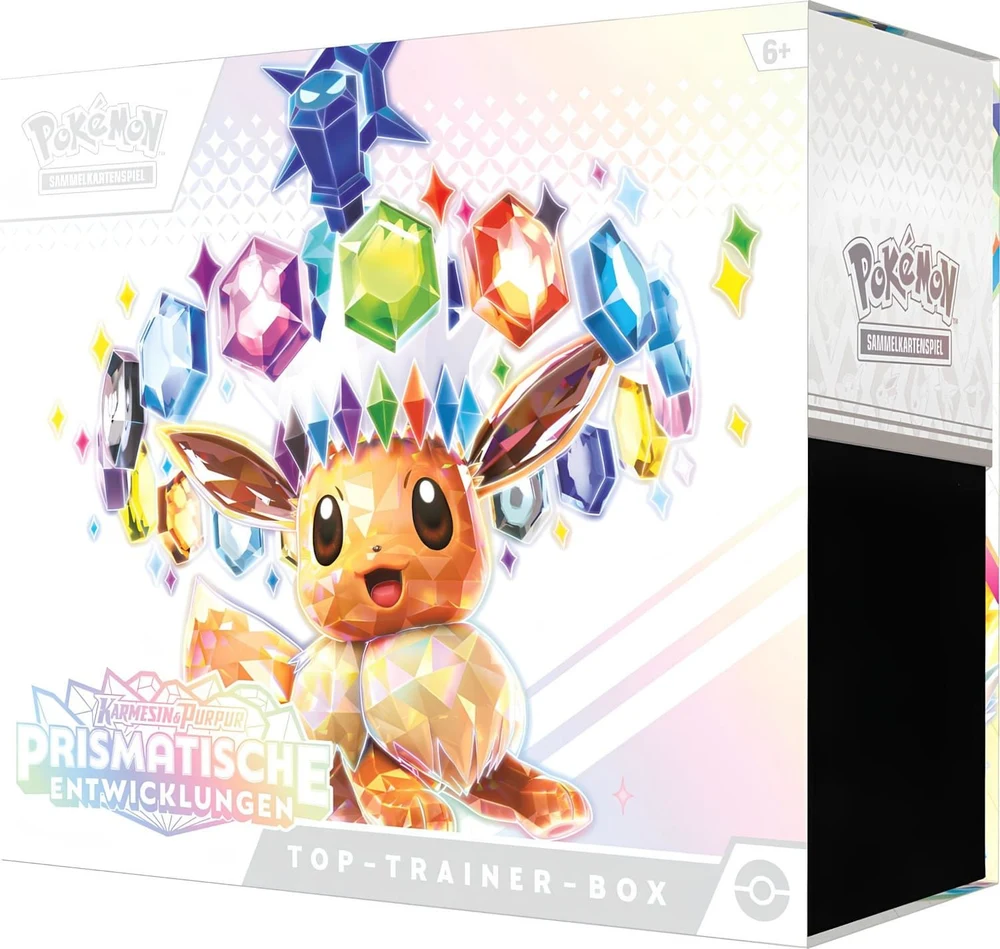 POKÉMON
SAMMELKARTENSPIEL
6+
POKÉMON
SAMMELKARTENSPIEL
KARMESIN & PURPUR
PRISMATISCHE
ENTWICKLUNGEN
TOP-TRAINER-BOX